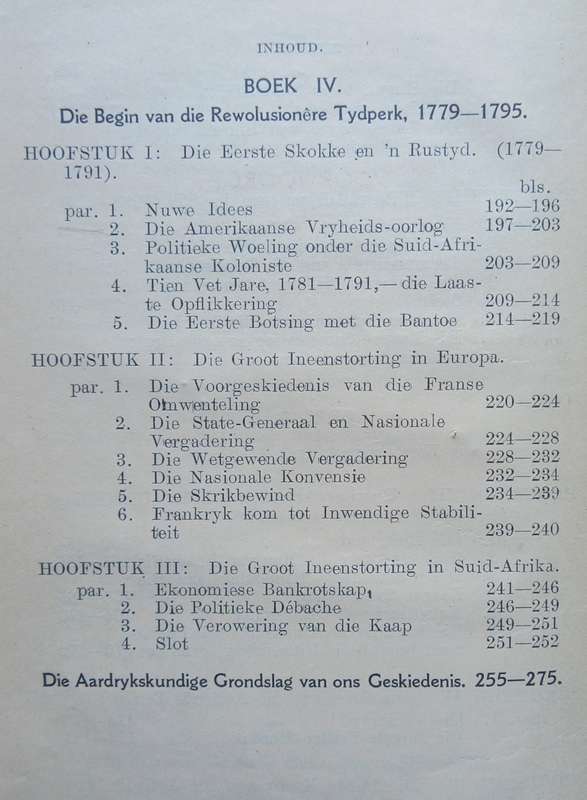 INHOUD.
BOEK IV.
Die Begin van die Rewolusionêre Tydperk, 1779—1795.
HOOFSTUK I: Die Eerste Skokke en 'n Rustyd. (1779—
1791).
bls.
par. 1. Nuwe Idees 192—196
2. Die Amerikaanse Vryheids-oorlog 197—203
3. Politieke Woeling onder die Suid-Afri-
kaanse Koloniste 203—209
4. Tien Vet Jare, 1781—1791,—die Laas-
te Opflikkering 209—214
5. Die Eerste Botsing met die Bantoe 214—219
HOOFSTUK II: Die Groot Ineenstorting in Europa.
par. 1. Die Voorgeskiedenis van die Franse
Omwenteling 220—224
2. Die State-Generaal en Nasionale
Vergadering 224—228
3. Die Wetgewende Vergadering 228—232
4. Die Nasionale Konvensie 232—234
5. Die Skrikbewind 234—239
6. Frankryk kom tot Inwendige Stabili-
teit 239—240
HOOFSTUK III: Die Groot Ineenstorting in Suid-Afrika.
par. 1. Ekonomiese Bankrotskap, 241—246
2. Die Politieke Débache 246—249
3. Die Verowering van die Kaap 249—251
4. Slot 251—252
Die Aardrykskundige Grondslag van ons Geskiedenis. 255—275.